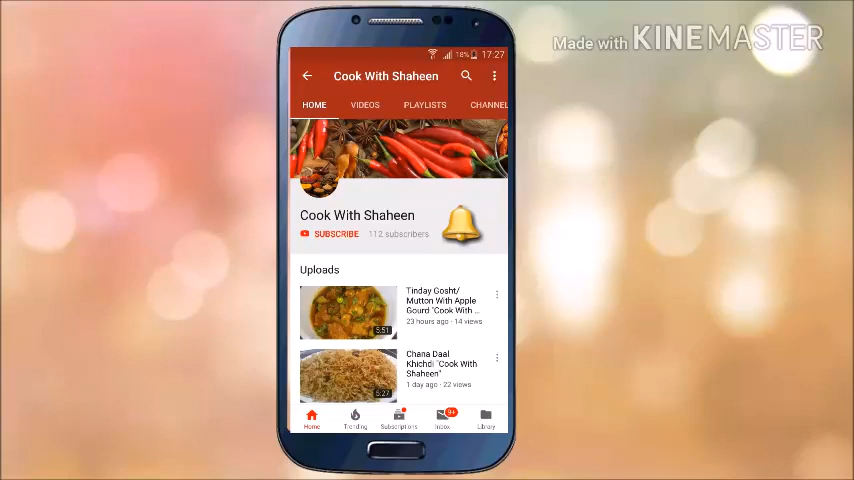 Made with KINEMASTER
18% 17:27
Cook With Shaheen
HOME VIDEOS PLAYLISTS CHANNEL
Cook With Shaheen
SUBSCRIBE 112 subscribers
Uploads
Tinday Gosht/
Mutton With Apple
Gourd "Cook With ...
23 hours ago · 14 views
5:51
Chana Daal
Khichdi "Cook With
Shaheen"
1 day ago · 22 views
5:27
9+
Home Trending Subscriptions Inbox Library